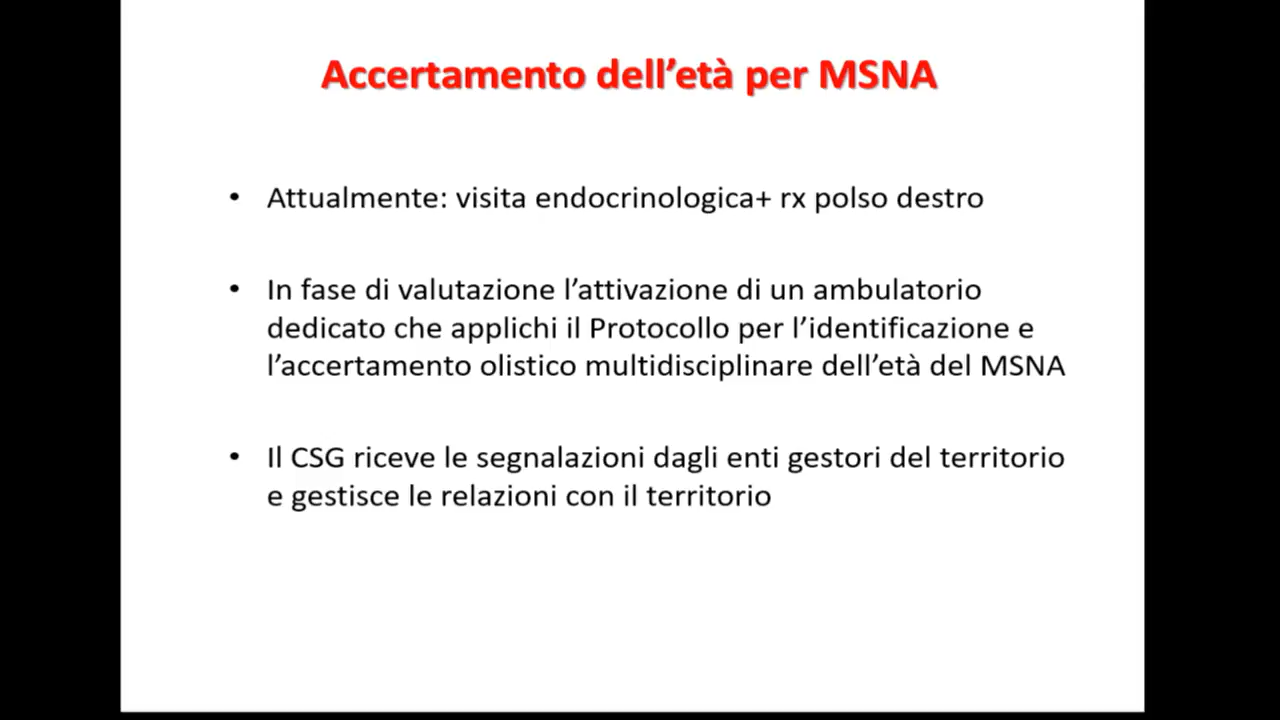 Accertamento dell’età per MSNA
• Attualmente: visita endocrinologica+ rx polso destro
• In fase di valutazione l’attivazione di un ambulatorio
dedicato che applichi il Protocollo per l’identificazione e
l’accertamento olistico multidisciplinare dell’età del MSNA
• Il CSG riceve le segnalazioni dagli enti gestori del territorio
e gestisce le relazioni con il territorio